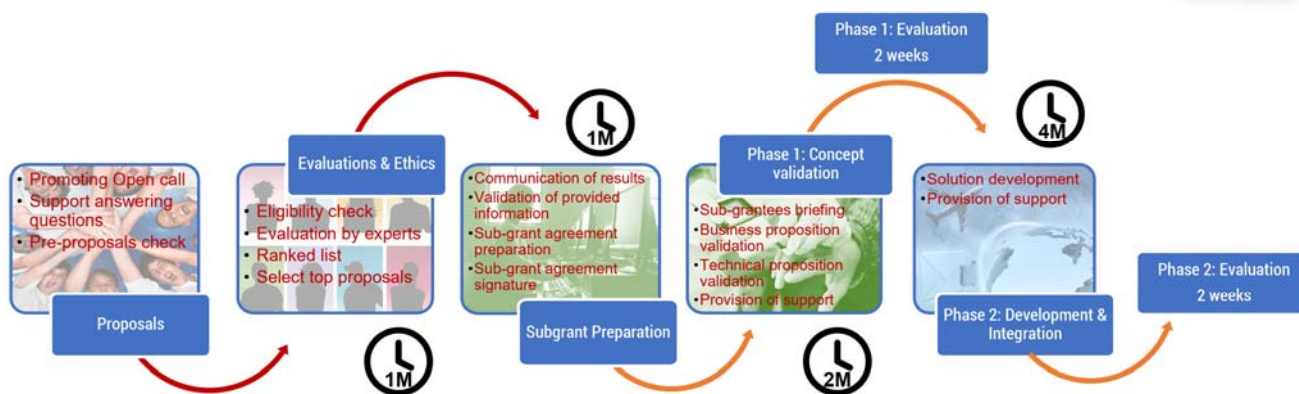 Proposals
• Promoting Open call
• Support answering
questions
• Pre-proposals check
Evaluations & Ethics
• Eligibility check
• Evaluation by experts
• Ranked list
• Select top proposals
1M
1M
• Communication of results
• Validation of provided
information
• Sub-grant agreement
preparation
• Sub-grant agreement
signature
Subgrant Preparation
Phase 1: Concept
validation
• Sub-grantees briefing
• Business proposition
validation
• Technical proposition
validation
• Provision of support
2M
Phase 1: Evaluation
2 weeks
4M
• Solution development
• Provision of support
Phase 2: Development &
Integration
Phase 2: Evaluation
2 weeks